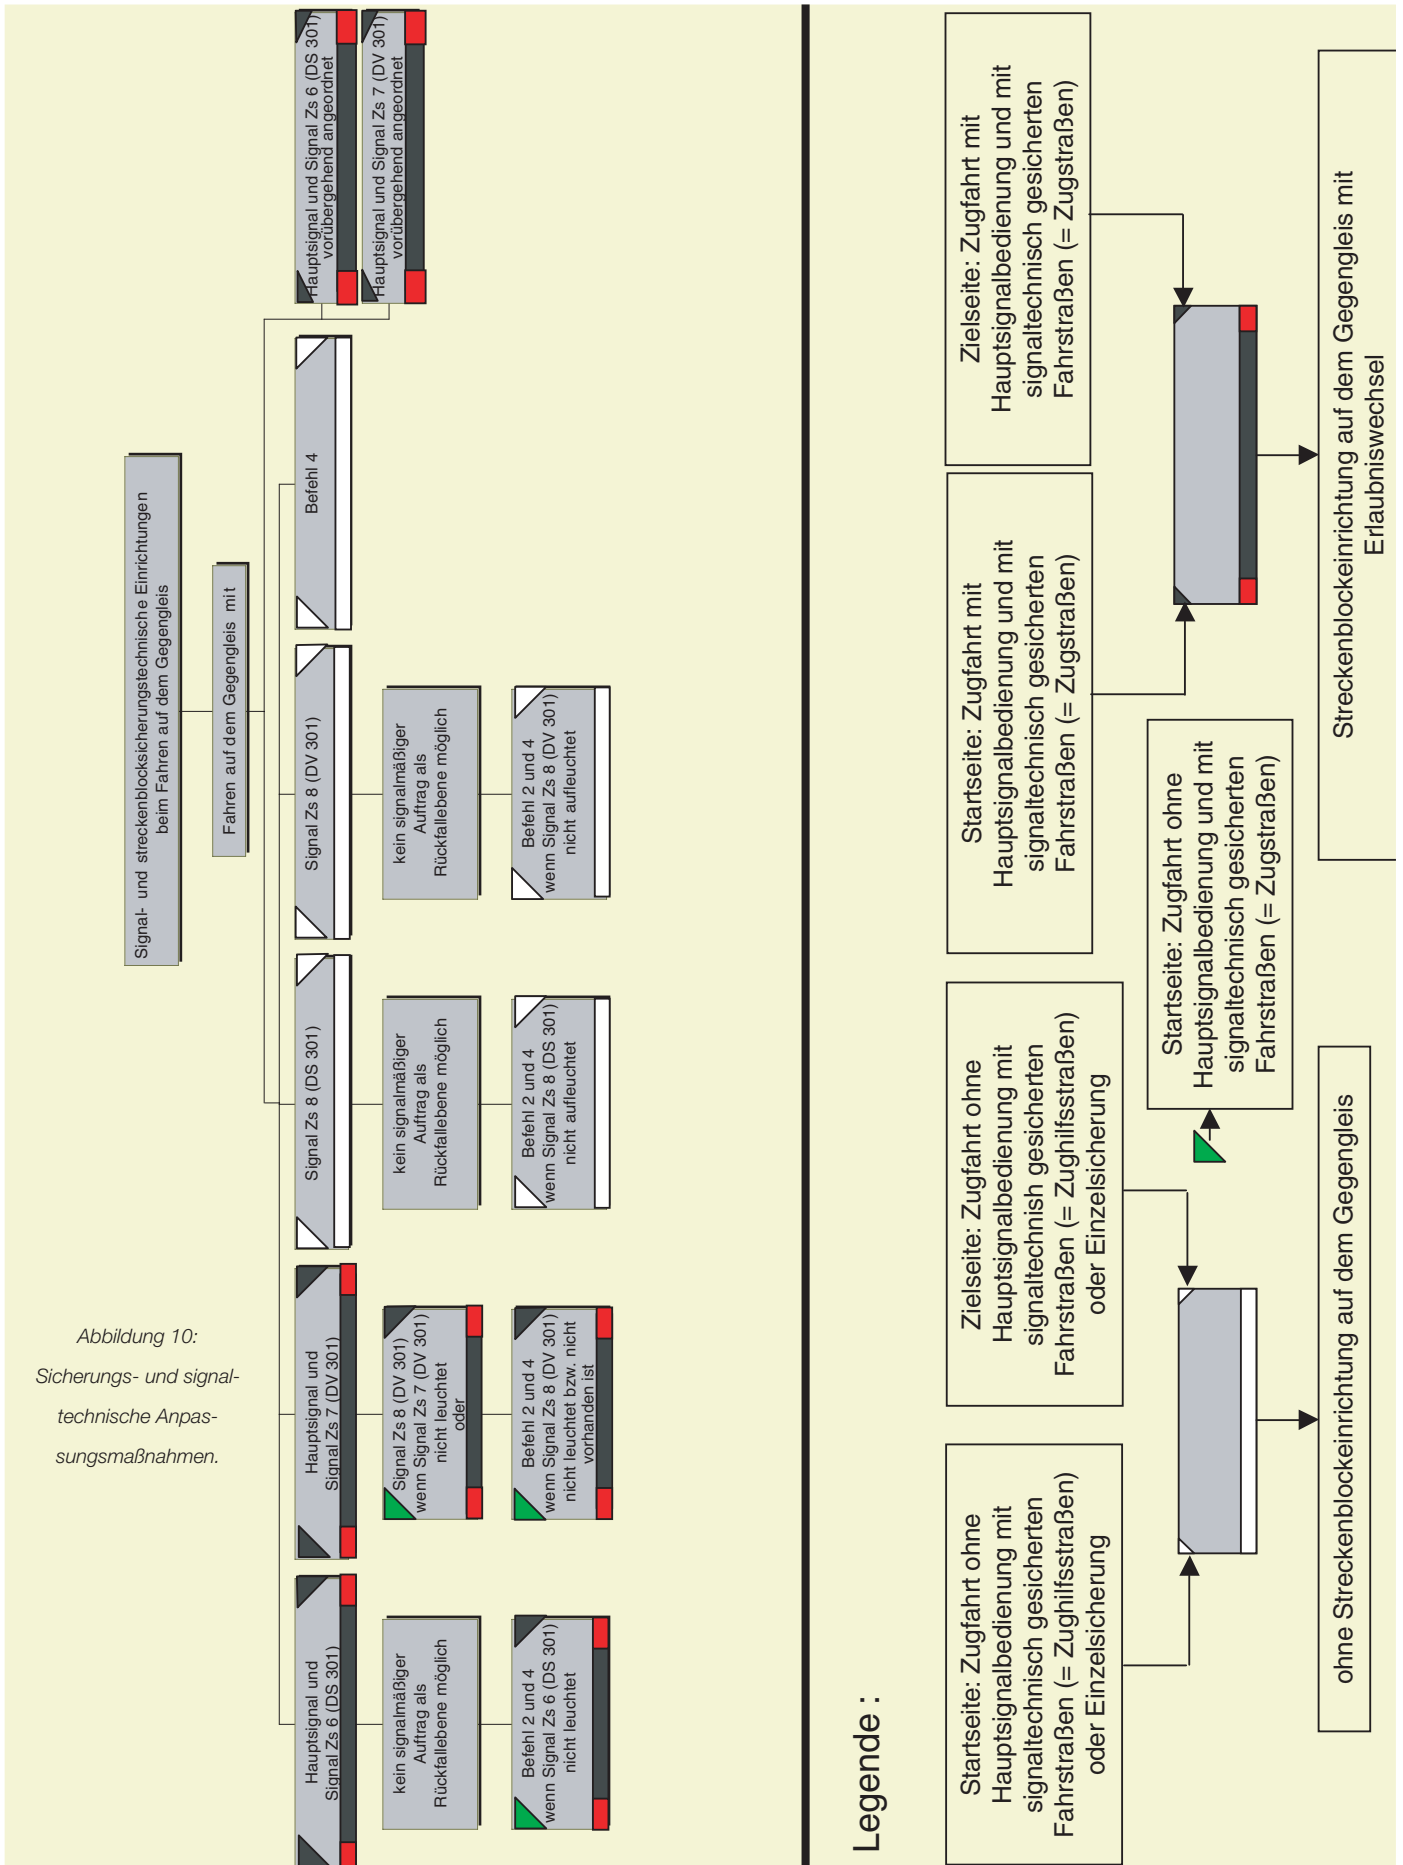 Signal- und streckenblocksicherungstechnische Einrichtungen
beim Fahren auf dem Gegengleis
Fahren auf dem Gegengleis mit
Hauptsignal und
Signal Zs 6 (DS 301)
Hauptsignal und
Signal Zs 7 (DV 301)
Signal Zs 8 (DS 301)
Signal Zs 8 (DV 301)
Befehl 4
Hauptsignal und Signal Zs 6 (DS 301)
vorübergehend angeordnet
Hauptsignal und Signal Zs 7 (DV 301)
vorübergehend angeordnet
kein signalmäßiger
Auftrag als
Rückfallebene möglich
Signal Zs 8 (DV 301)
wenn Signal Zs 7 (DV 301)
nicht leuchtet
oder
kein signalmäßiger
Auftrag als
Rückfallebene möglich
kein signalmäßiger
Auftrag als
Rückfallebene möglich
Befehl 2 und 4
wenn Signal Zs 6 (DS 301)
nicht leuchtet
Befehl 2 und 4
wenn Signal Zs 8 (DV 301)
nicht leuchtet bzw. nicht
vorhanden ist
Befehl 2 und 4
wenn Signal Zs 8 (DS 301)
nicht aufleuchtet
Befehl 2 und 4
wenn Signal Zs 8 (DV 301)
nicht aufleuchtet
Abbildung 10:
Sicherungs- und signal-
technische Anpas-
sungsmaßnahmen.
Legende :
Startseite: Zugfahrt ohne
Hauptsignalbedienung mit
signaltechnisch gesicherten
Fahrstraßen (= Zughilfsstraßen)
oder Einzelsicherung
Zielseite: Zugfahrt ohne
Hauptsignalbedienung mit
signaltechnish gesicherten
Fahrstraßen (= Zughilfsstraßen)
oder Einzelsicherung
Startseite: Zugfahrt mit
Hauptsignalbedienung und mit
signaltechnisch gesicherten
Fahrstraßen (= Zugstraßen)
Zielseite: Zugfahrt mit
Hauptsignalbedienung und mit
signaltechnisch gesicherten
Fahrstraßen (= Zugstraßen)
Startseite: Zugfahrt ohne
Hauptsignalbedienung und mit
signaltechnisch gesicherten
Fahrstraßen (= Zugstraßen)
ohne Streckenblockeinrichtung auf dem Gegengleis
Streckenblockeinrichtung auf dem Gegengleis mit
Erlaubniswechsel